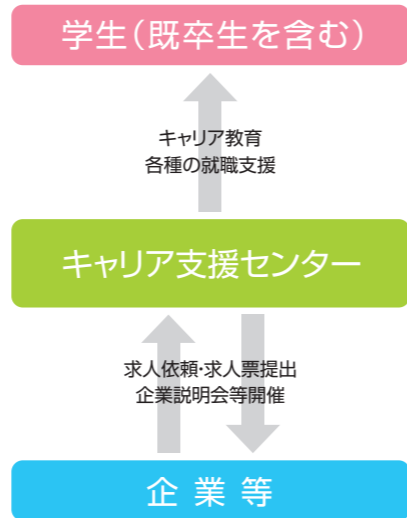 学生（既卒生を含む）
キャリア教育
各種の就職支援
キャリア支援センター
求人依頼・求人票提出
企業説明会等開催
企業等